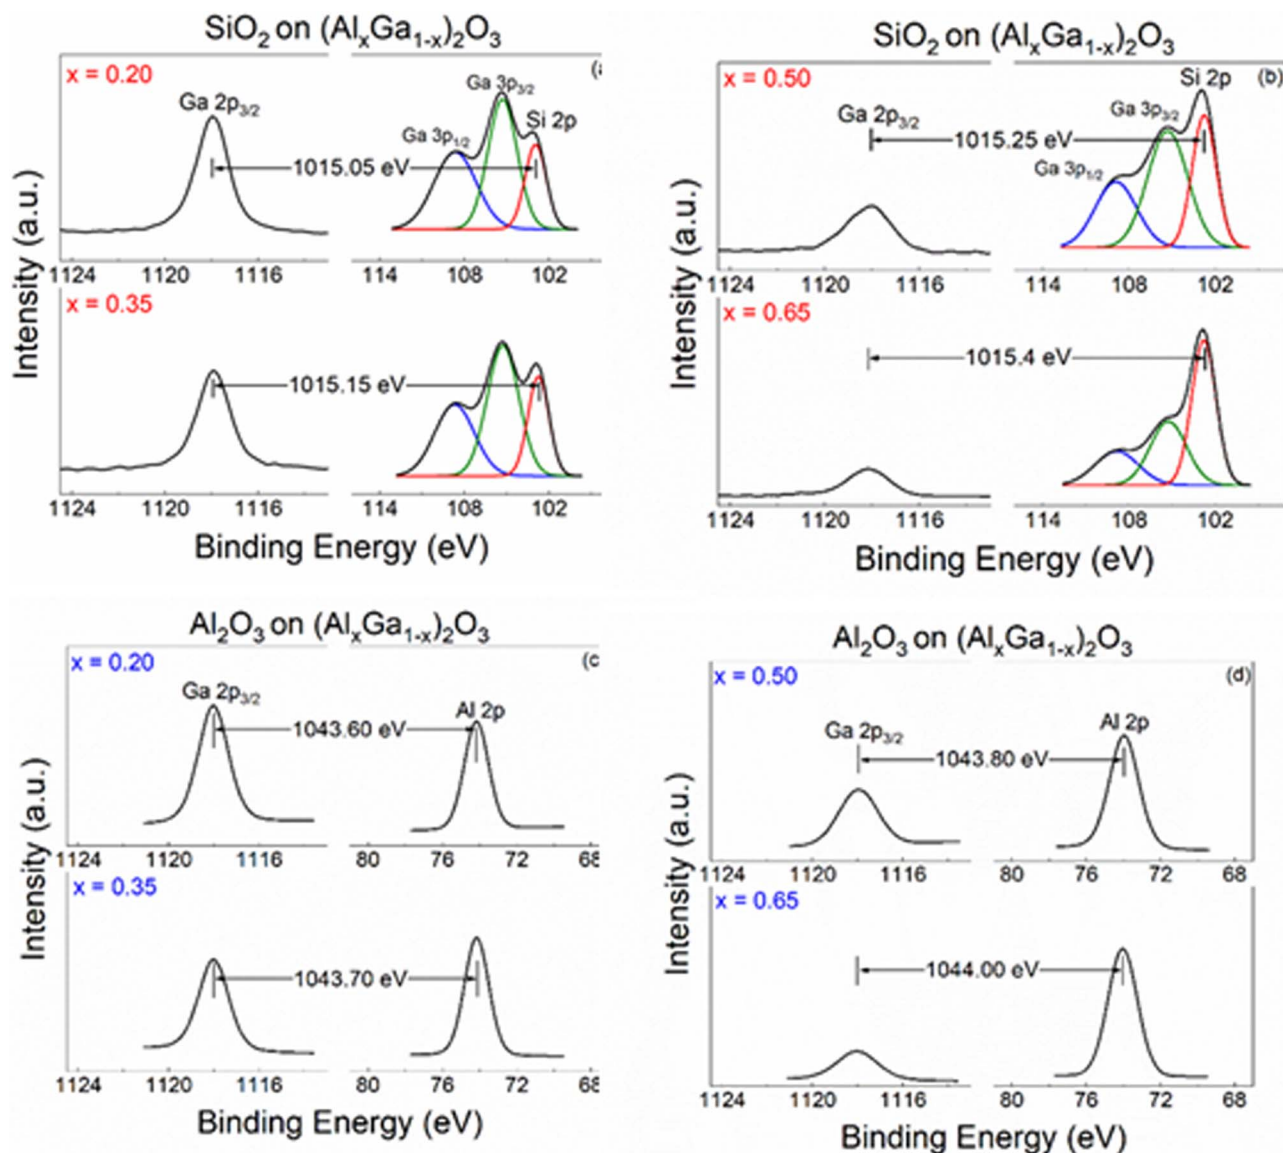 SiO2 on (AlxGa1-x)2O3
x = 0.20
(a
Ga 2p3/2
Ga 3p3/2
Ga 3p1/2
Si 2p
1015.05 eV
1124 1120 1116 114 108 102
x = 0.35
1015.15 eV
1124 1120 1116 114 108 102
Intensity (a.u.)
Binding Energy (eV)
SiO2 on (AlxGa1-x)2O3
x = 0.50
(b)
Si 2p
Ga 3p3/2
Ga 2p3/2
1015.25 eV
Ga 3p1/2
1124 1120 1116 114 108 102
x = 0.65
1015.4 eV
1124 1120 1116 114 108 102
Intensity (a.u.)
Binding Energy (eV)
Al2O3 on (AlxGa1-x)2O3
x = 0.20
(c
Ga 2p3/2
Al 2p
1043.60 eV
1124 1120 1116 80 76 72 68
x = 0.35
1043.70 eV
1124 1120 1116 80 76 72 68
Intensity (a.u.)
Binding Energy (eV)
Al2O3 on (AlxGa1-x)2O3
x = 0.50
(d)
Ga 2p3/2
Al 2p
1043.80 eV
1124 1120 1116 80 76 72 68
x = 0.65
1044.00 eV
1124 1120 1116 80 76 72 68
Intensity (a.u.)
Binding Energy (eV)